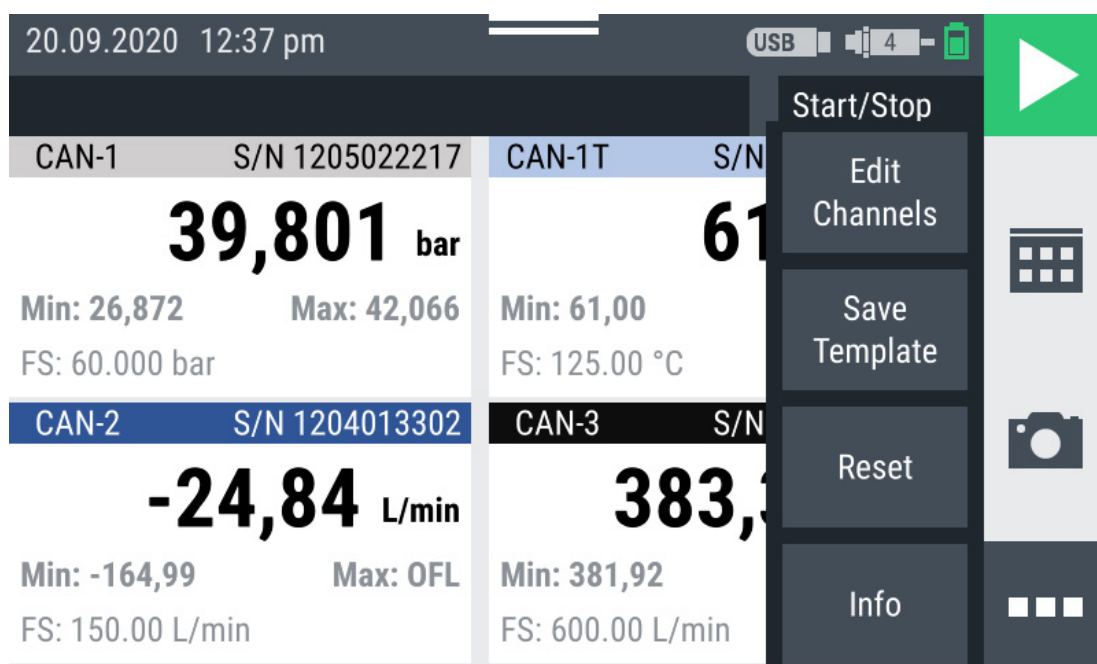 20.09.2020 12:37 pm
USB 4
Start/Stop
CAN-1 S/N 1205022217
39,801 bar
Min: 26,872 Max: 42,066
FS: 60.000 bar
CAN-1T S/N
61
Min: 61,00
FS: 125.00 °C
CAN-2 S/N 1204013302
-24,84 L/min
Min: -164,99 Max: OFL
FS: 150.00 L/min
CAN-3 S/N
383,
Min: 381,92
FS: 600.00 L/min
Edit
Channels
Save
Template
Reset
Info